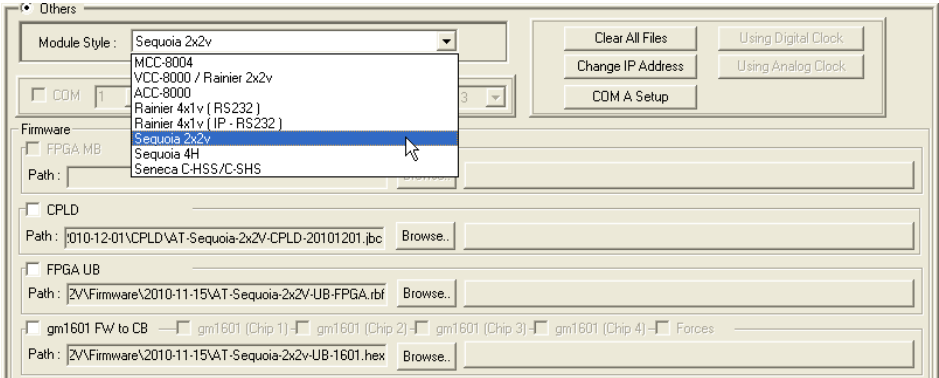 Others
Module Style : Sequoia 2x2v
Clear All Files Using Digital Clock
Change IP Address Using Analog Clock
COM A Setup
MCC-8004
VCC-8000 / Rainier 2x2v
ACC-8000
Rainier 4x1v ( RS232 )
Rainier 4x1v ( IP - RS232 )
Sequoia 2x2v
Sequoia 4H
Seneca C-HSS/C-SHS
COM 1 3
Firmware
FPGA MB
Path : Browse..
CPLD
Path : 2010-12-01\CPLD\AT-Sequoia-2x2V-CPLD-20101201.jbc Browse..
FPGA UB
Path : 2V\Firmware\2010-11-15\AT-Sequoia-2x2V-UB-FPGA.rbf Browse..
gm1601 FW to CB gm1601 (Chip 1) gm1601 (Chip 2) gm1601 (Chip 3) gm1601 (Chip 4) Forces
Path : 2V\Firmware\2010-11-15\AT-Sequoia-2x2v-UB-1601.hex Browse..